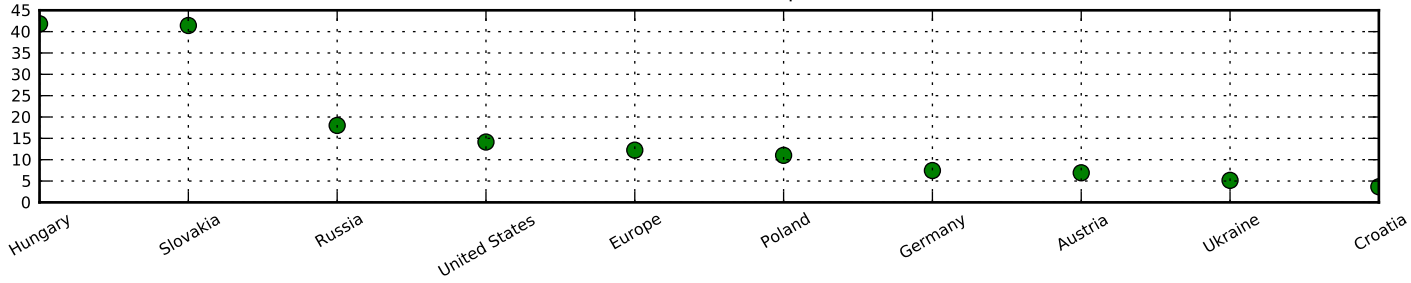 45
40
35
30
25
20
15
10
5
0
Hungary
Slovakia
Russia
United States
Europe
Poland
Germany
Austria
Ukraine
Croatia